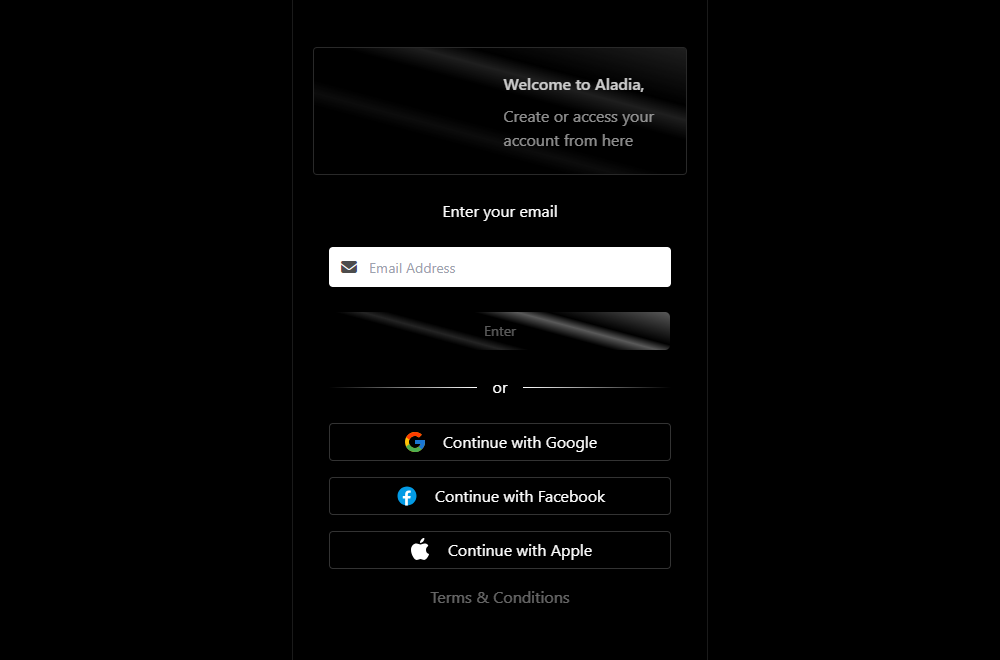 Welcome to Aladia,
Create or access your
account from here
Enter your email
Email Address
Enter
or
Continue with Google
Continue with Facebook
Continue with Apple
Terms & Conditions